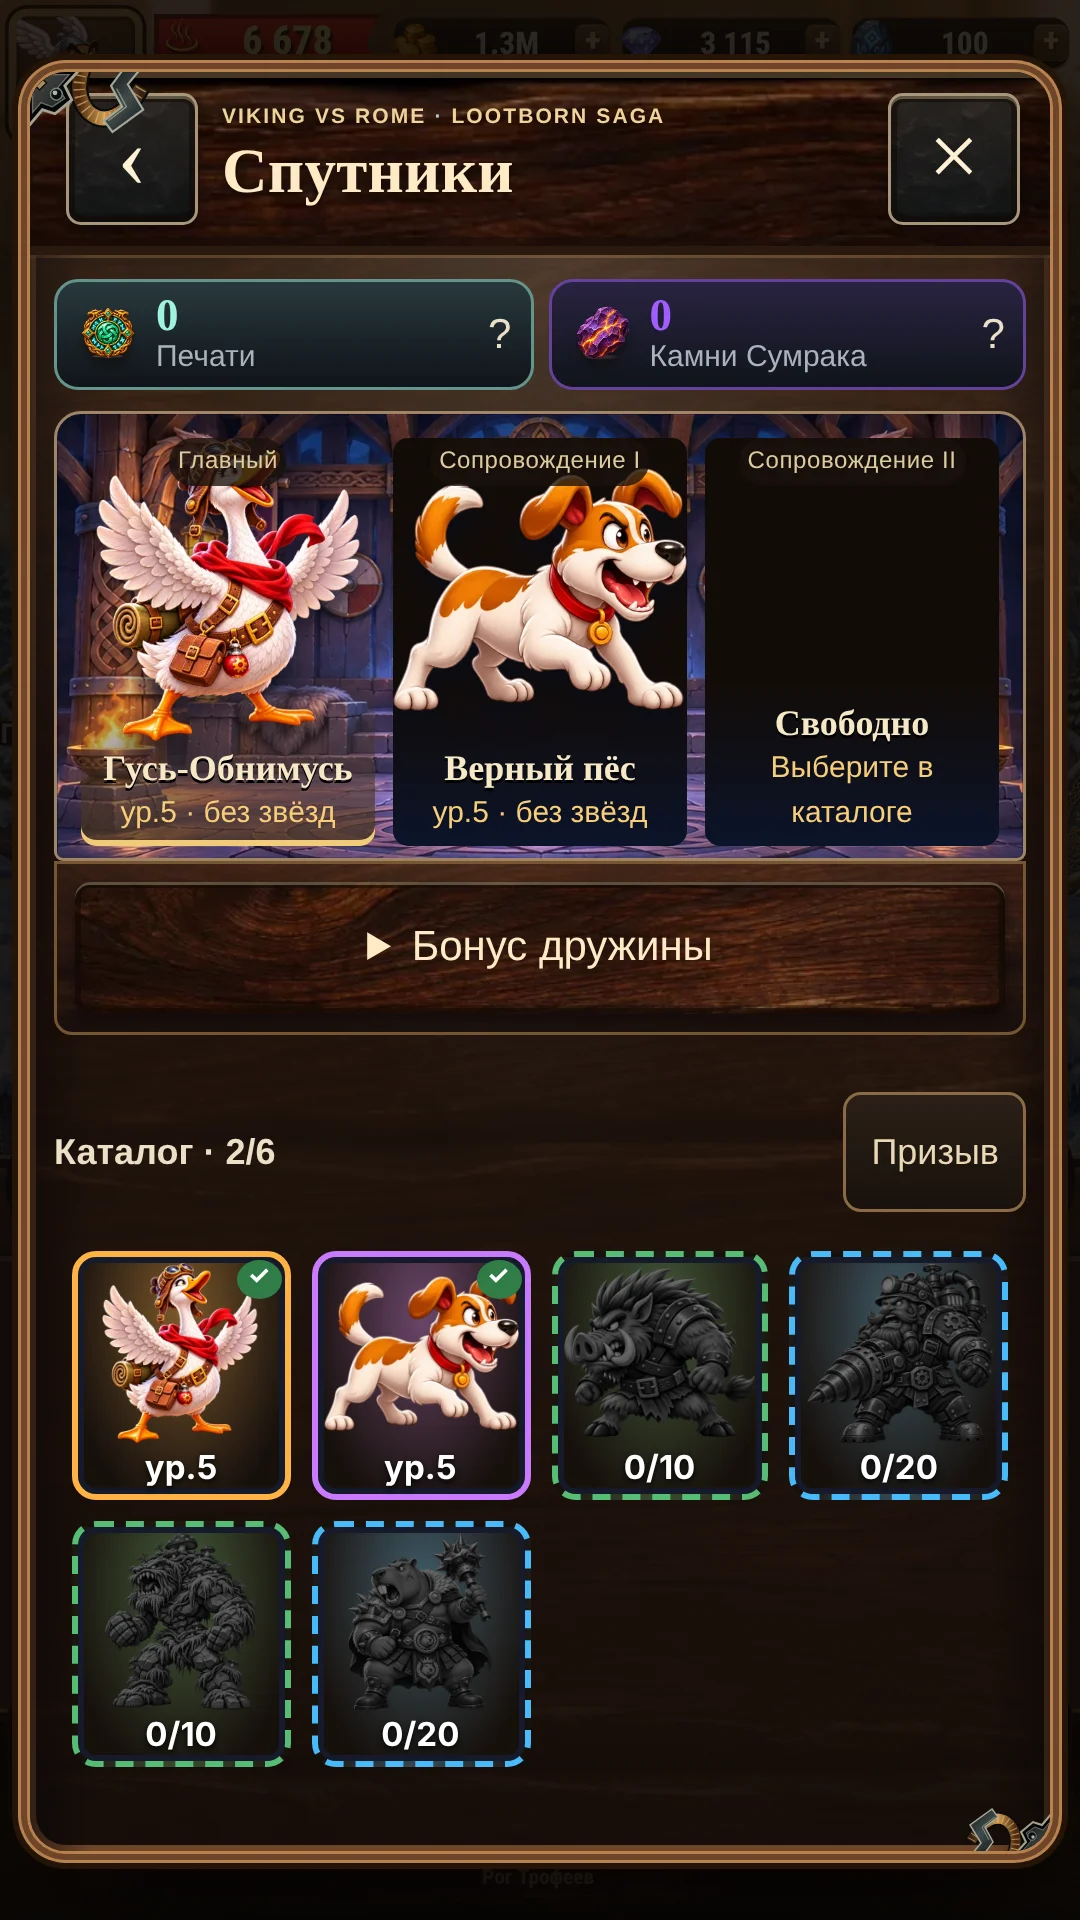 6 678
1.3M
+
3 115
+
100
+
VIKING VS ROME · LOOTBORN SAGA
Спутники
0
Печати
?
0
Камни Сумрака
?
Главный
Сопровождение I
Сопровождение II
Гусь-Обнимусь
ур.5 · без звёзд
Верный пёс
ур.5 · без звёзд
Свободно
Выберите в
каталоге
Бонус дружины
Каталог · 2/6
Призыв
ур.5
ур.5
0/10
0/20
0/10
0/20
Рог Трофеев